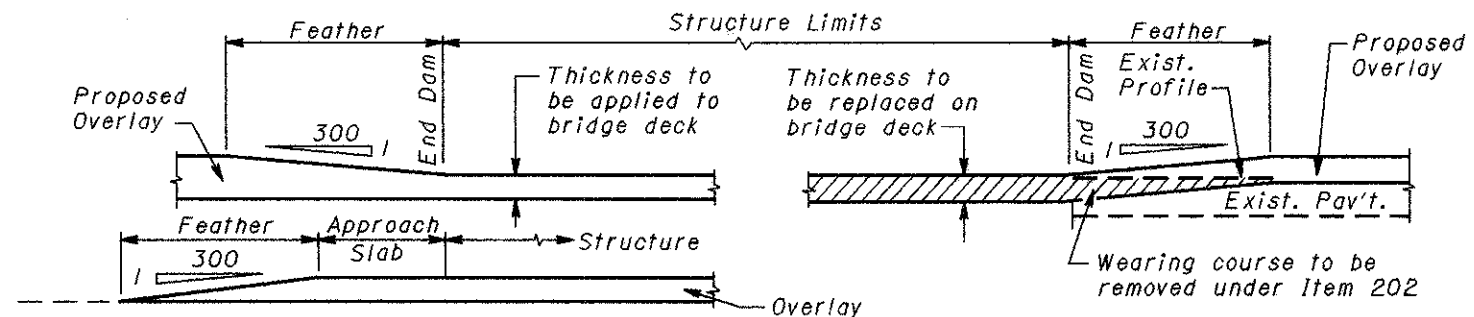 Structure Limits
Feather
Feather
Proposed
Overlay
End Dam
Thickness to
be applied to
bridge deck
Thickness to
be replaced on
bridge deck
End Dam
Exist.
Profile
Proposed
Overlay
300
1
300
1
Exist. Pav't.
Feather
Approach
Slab
Structure
300
1
Overlay
Wearing course to be
removed under Item 202